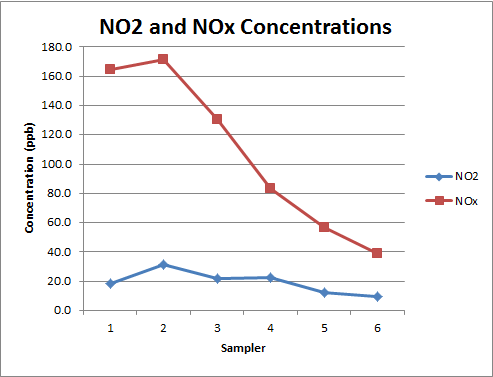 NO2 and NOx Concentrations
180.0
160.0
140.0
120.0
100.0
80.0
60.0
40.0
20.0
0.0
Concentration (ppb)
1 2 3 4 5 6
Sampler
NO2
NOx